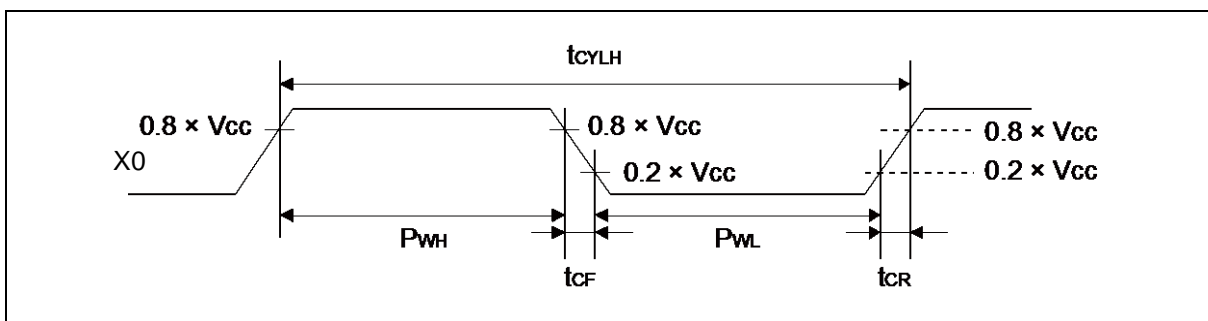 tCYLH
0.8 × VCC
0.8 × VCC
0.8 × VCC
X0
0.2 × VCC
0.2 × VCC
PWH
PWL
tCF
tCR